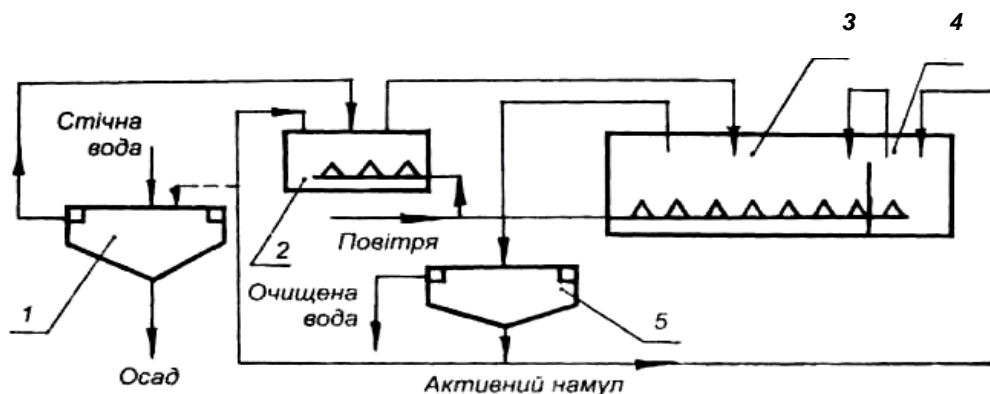 3
4
Стічна
вода
2
Повітря
1
Очищена
вода
5
Осад
Активний намул